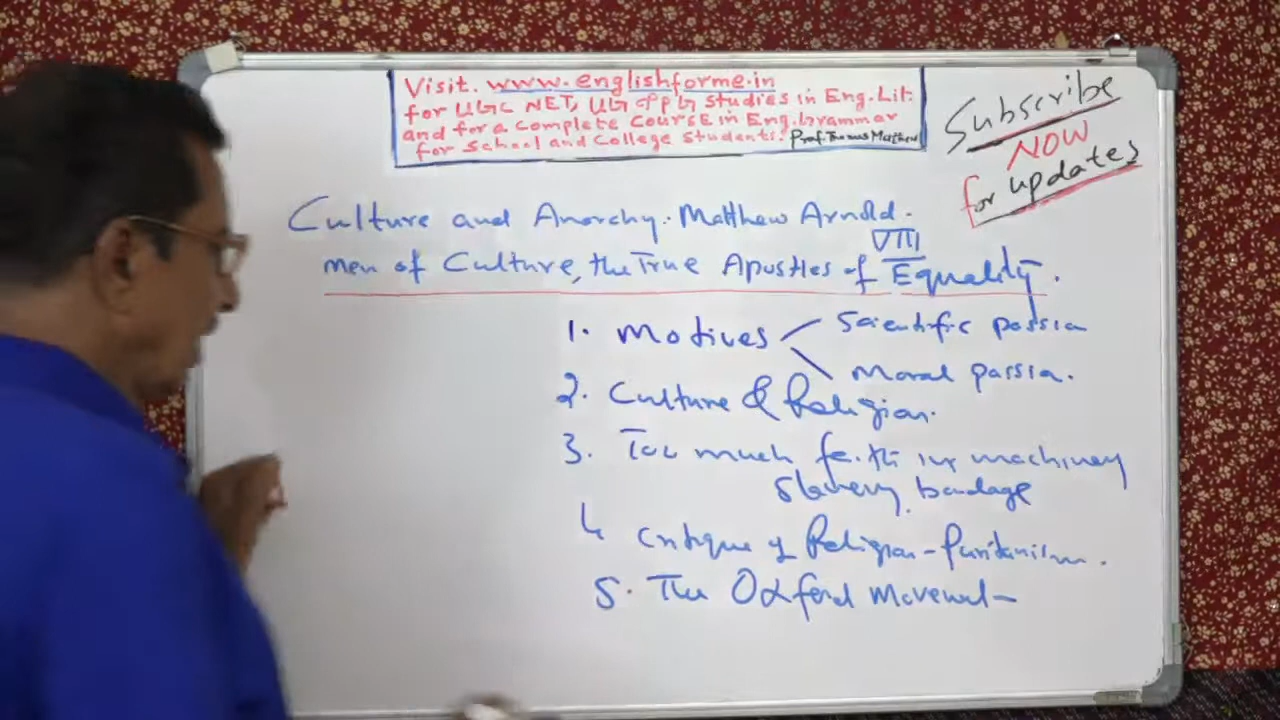 Visit. www.englishforme.in
for UGC NET, UG & PG Studies in Eng. Lit.
and for a complete COURSE in Eng. Grammar
for School and College Students. Prof. Thomas Mathew
Subscribe
NOW
for updates
Culture and Anarchy. Matthew Arnold.
VIII
men of Culture, the True Apostles of Equality.
1. Motives
Scientific passion
Moral passion.
2. Culture & Religion.
3. Too much faith in machinery
Slavery, bondage
4 Critique of Religion - Puritanism.
5. The Oxford Movement